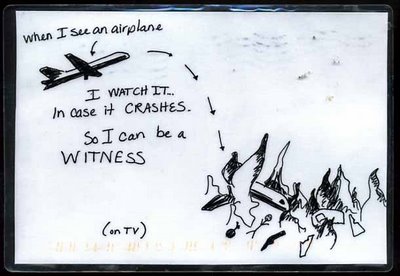 when I see an airplane
I WATCH IT...
In case it CRASHES.
So I can be a
WITNESS
(on TV)